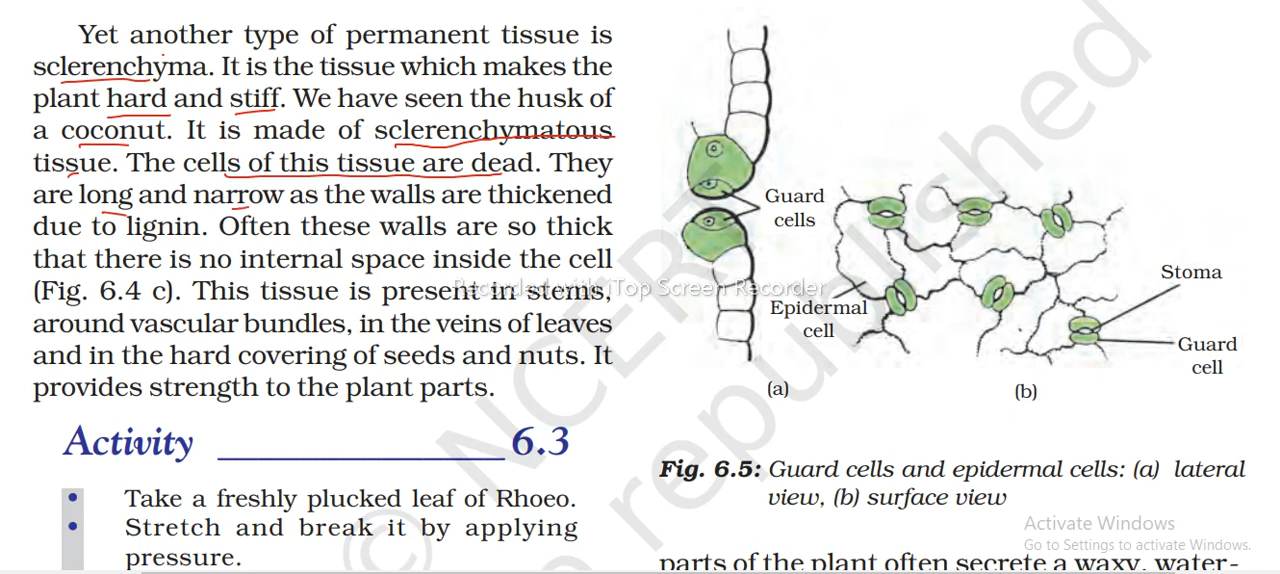 Yet another type of permanent tissue is
sclerenchyma. It is the tissue which makes the
plant hard and stiff. We have seen the husk of
a coconut. It is made of sclerenchymatous
tissue. The cells of this tissue are dead. They
are long and narrow as the walls are thickened
due to lignin. Often these walls are so thick
that there is no internal space inside the cell
(Fig. 6.4 c). This tissue is present in stems,
around vascular bundles, in the veins of leaves
and in the hard covering of seeds and nuts. It
provides strength to the plant parts.
Activity 6.3
• Take a freshly plucked leaf of Rhoeo.
• Stretch and break it by applying
pressure.
Guard
cells
Epidermal
cell
Stoma
Guard
cell
(a)
(b)
Fig. 6.5: Guard cells and epidermal cells: (a) lateral
view, (b) surface view
parts of the plant often secrete a waxy, water-
Recorded with iTop Screen Recorder
© NCERT
republished
Activate Windows
Go to Settings to activate Windows.